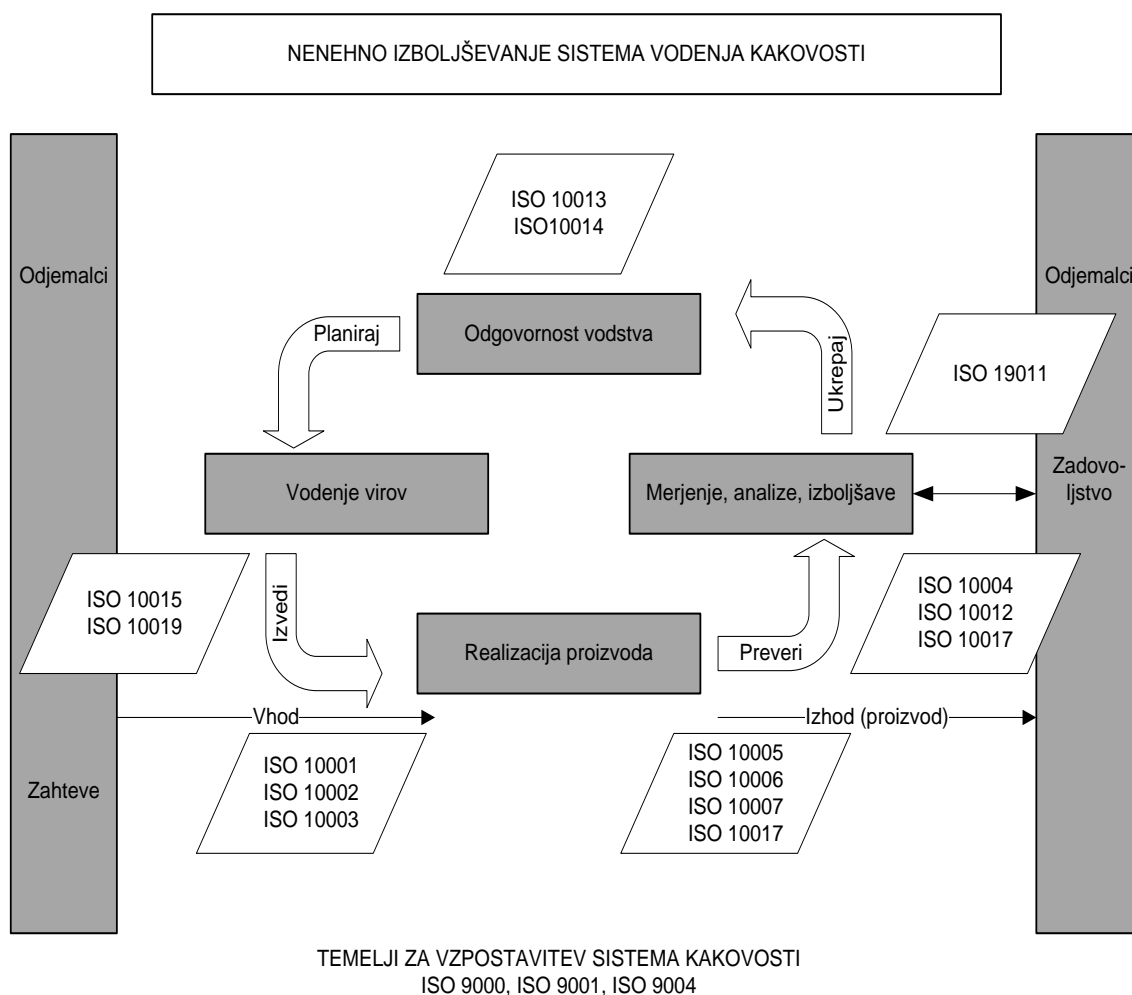 NENEHNO IZBOLJŠEVANJE SISTEMA VODENJA KAKOVOSTI
ISO 10013
ISO10014
Odjemalci
Odjemalci
Planiraj
Odgovornost vodstva
Ukrepaj
ISO 19011
Vodenje virov
Merjenje, analize, izboljšave
Zadovo-
ljstvo
ISO 10015
ISO 10019
Izvedi
Realizacija proizvoda
Preveri
ISO 10004
ISO 10012
ISO 10017
Vhod
Izhod (proizvod)
Zahteve
ISO 10001
ISO 10002
ISO 10003
ISO 10005
ISO 10006
ISO 10007
ISO 10017
TEMELJI ZA VZPOSTAVITEV SISTEMA KAKOVOSTI
ISO 9000, ISO 9001, ISO 9004